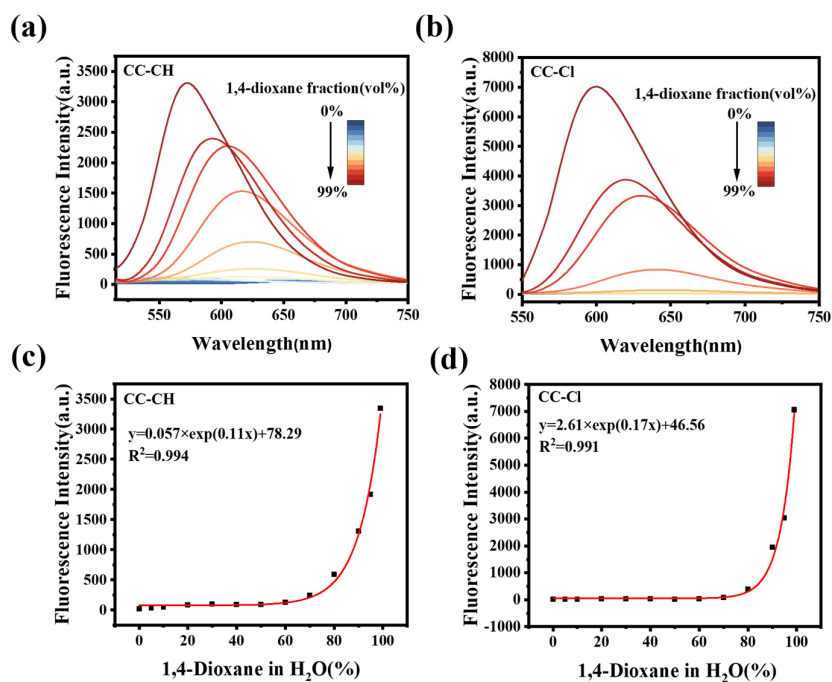 (a)
CC-CH
1,4-dioxane fraction(vol%)
0%
99%
3500
3000
2500
2000
1500
1000
500
0
Fluorescence Intensity(a.u.)
550
600
650
700
750
Wavelength(nm)
(b)
CC-Cl
1,4-dioxane fraction(vol%)
0%
99%
8000
7000
6000
5000
4000
3000
2000
1000
0
Fluorescence Intensity(a.u.)
550
600
650
700
750
Wavelength(nm)
(c)
CC-CH
y=0.057×exp(0.11x)+78.29
R²=0.994
3500
3000
2500
2000
1500
1000
500
0
Fluorescence Intensity(a.u.)
0
20
40
60
80
100
1,4-Dioxane in H₂O(%)
(d)
CC-Cl
y=2.61×exp(0.17x)+46.56
R²=0.991
8000
7000
6000
5000
4000
3000
2000
1000
0
-1000
Fluorescence Intensity(a.u.)
0
20
40
60
80
100
1,4-Dioxane in H₂O(%)